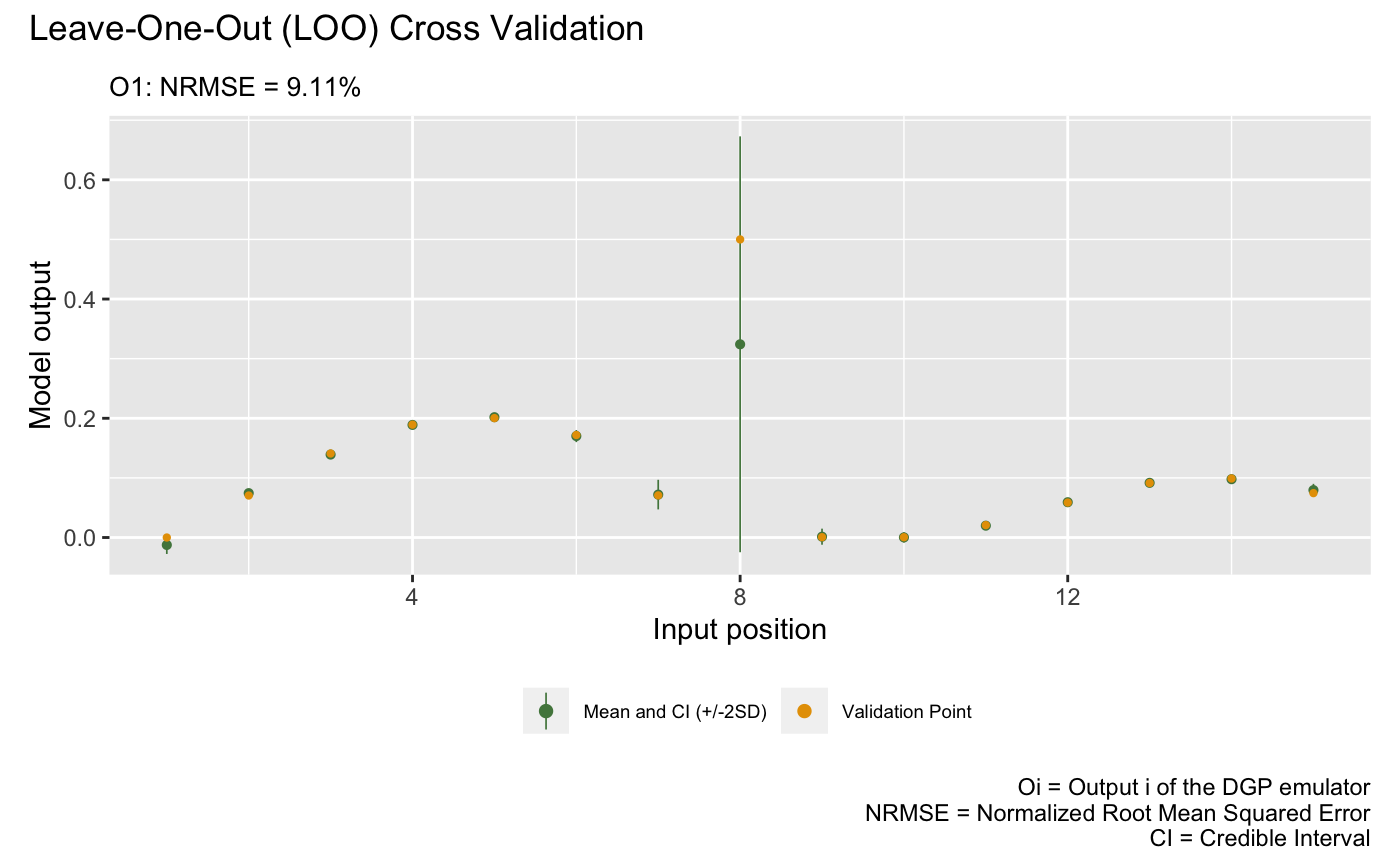 Leave-One-Out (LOO) Cross Validation
O1: NRMSE = 9.11%
0.6
0.4
0.2
0.0
Model output
4 8 12
Input position
Mean and CI (+/-2SD) Validation Point
Oi = Output i of the DGP emulator
NRMSE = Normalized Root Mean Squared Error
CI = Credible Interval